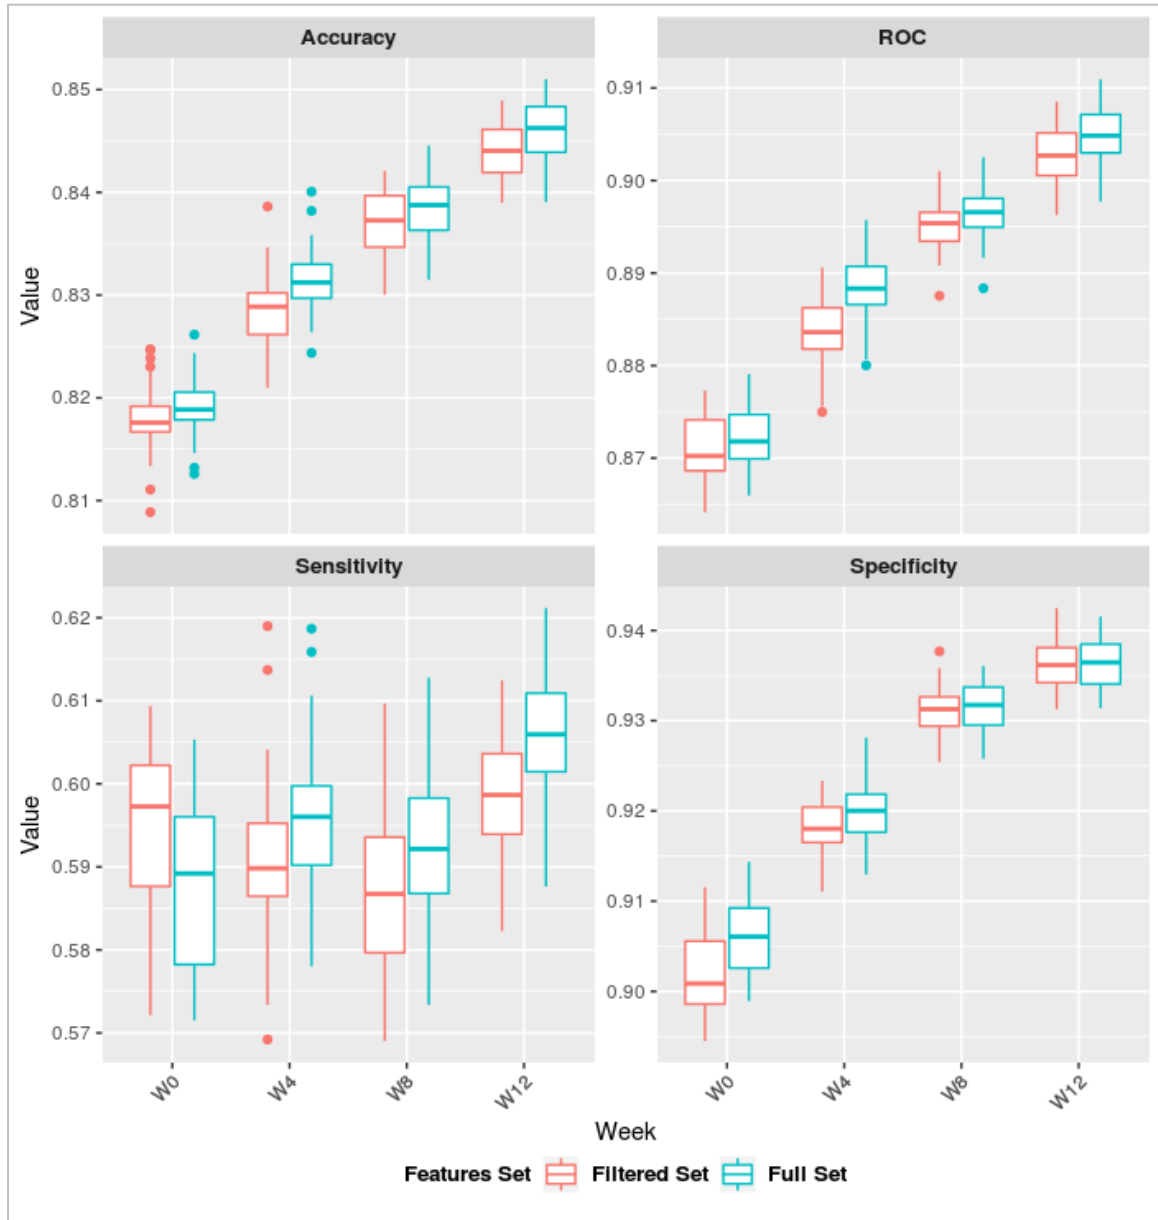 Accuracy
ROC
Value
0.85
0.84
0.83
0.82
0.81
0.91
0.90
0.89
0.88
0.87
Sensitivity
Specificity
Value
0.62
0.61
0.60
0.59
0.58
0.57
0.94
0.93
0.92
0.91
0.90
W0 W4 W8 W12 W0 W4 W8 W12
Week
Features Set Filtered Set Full Set